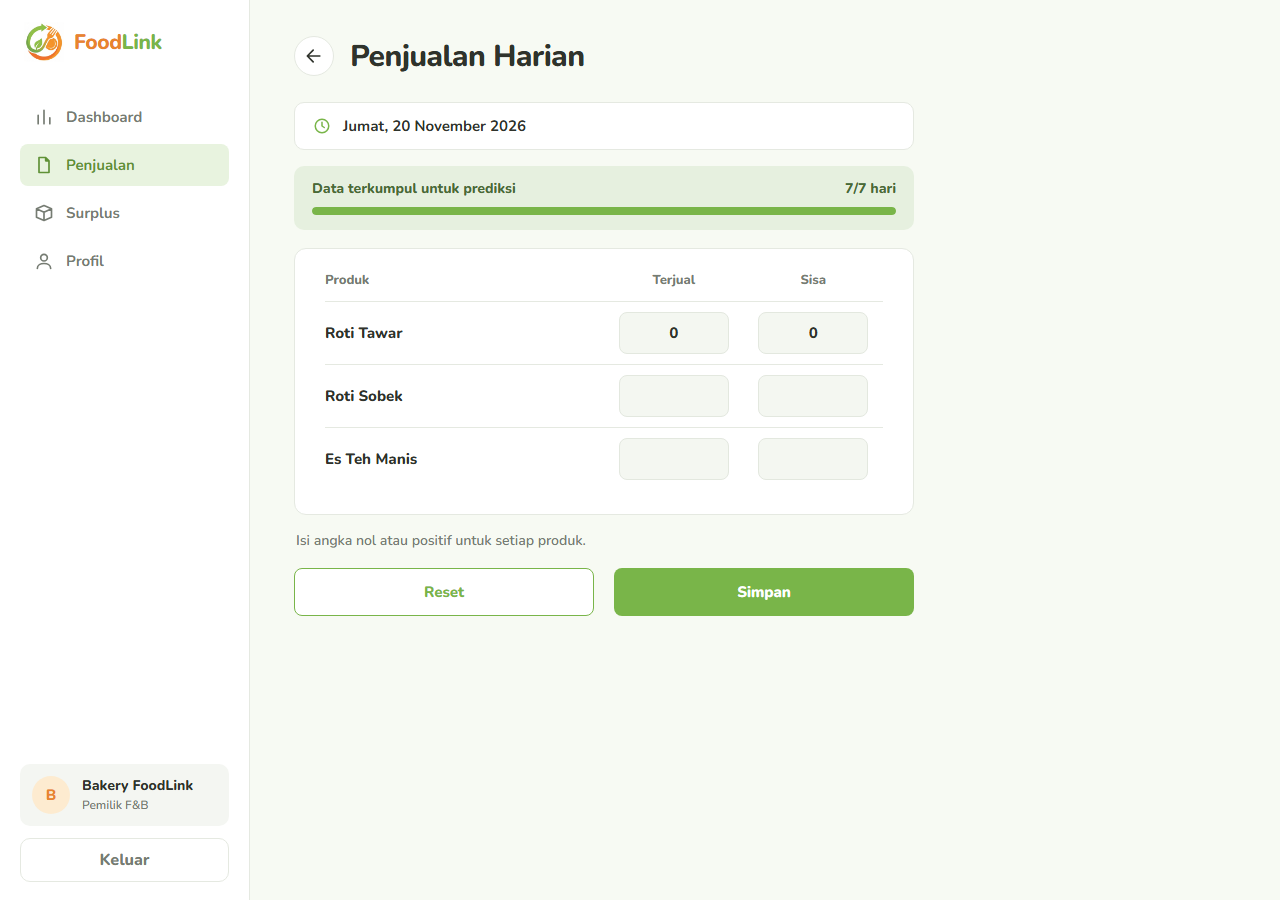 FoodLink
Dashboard
Penjualan
Surplus
Profil
Bakery FoodLink
B
Pemilik F&B
Keluar
Penjualan Harian
Jumat, 20 November 2026
Data terkumpul untuk prediksi 7/7 hari
Produk Terjual Sisa
Roti Tawar 0 0
Roti Sobek
Es Teh Manis
Isi angka nol atau positif untuk setiap produk.
Reset Simpan